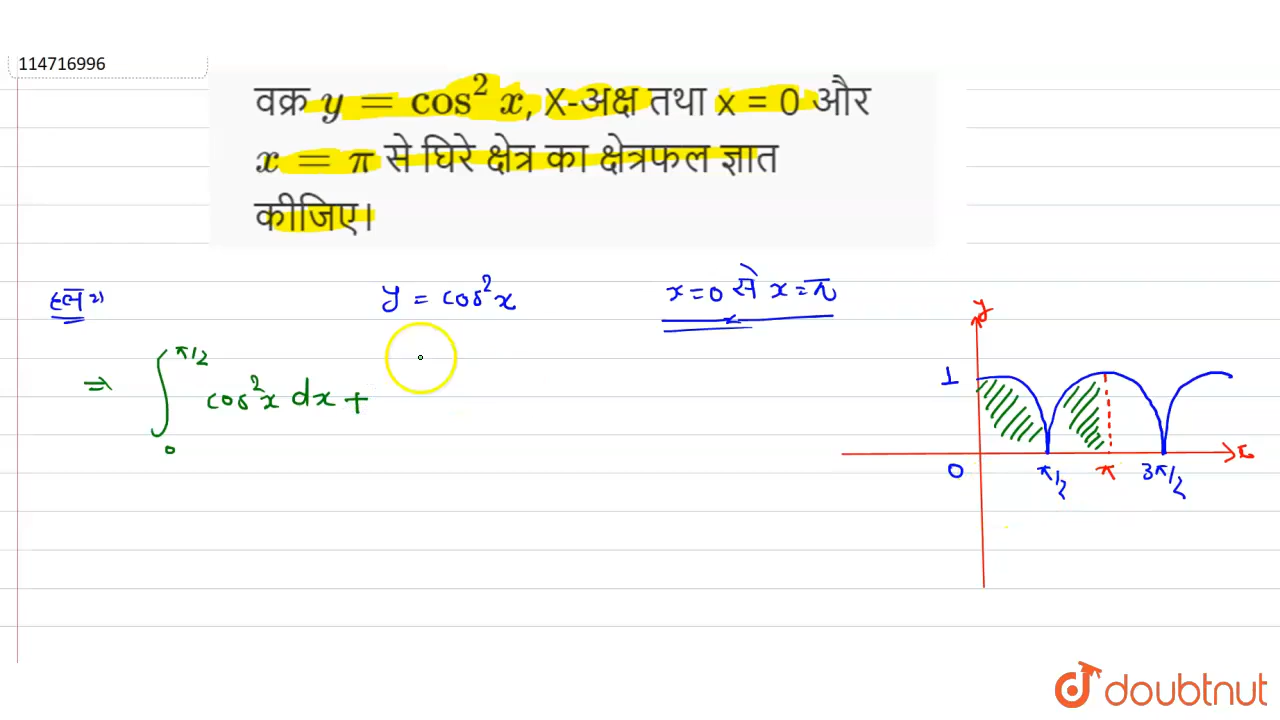 114716996
वक्र y = cos² x, X-अक्ष तथा x = 0 और
x = π से घिरे क्षेत्र का क्षेत्रफल ज्ञात
कीजिए।
हल⇒ y = cos²x x=0 से x=π
⇒ ∫₀^π/2 cos²x dx +
y
1
0 π/2 π 3π/2 x
doubtnut